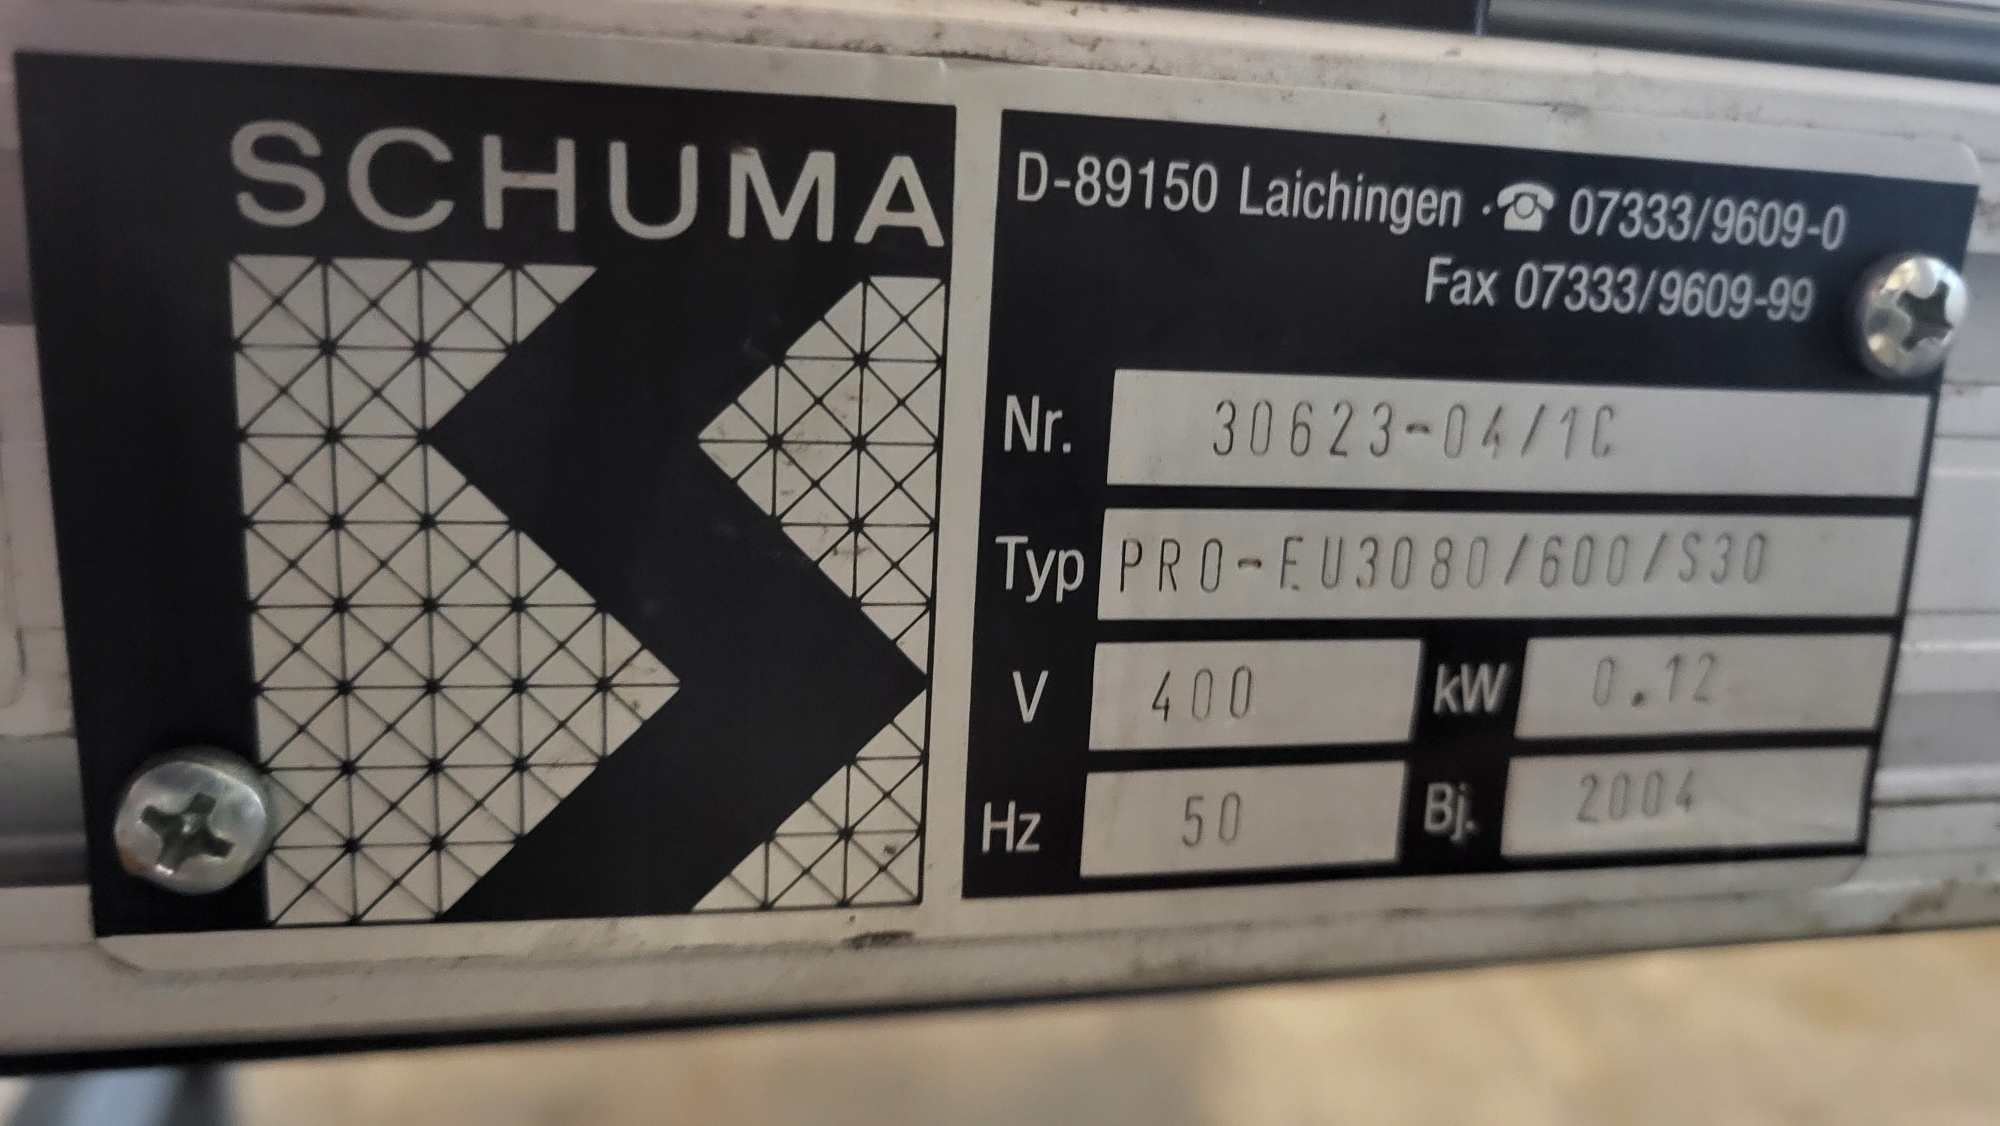 SCHUMA
D-89150 Laichingen ·☎ 07333/9609-0
Fax 07333/9609-99
Nr. 30623-04/1C
Typ PRO-EU3080/600/S30
V 400 kW 0.12
Hz 50 Bj. 2004